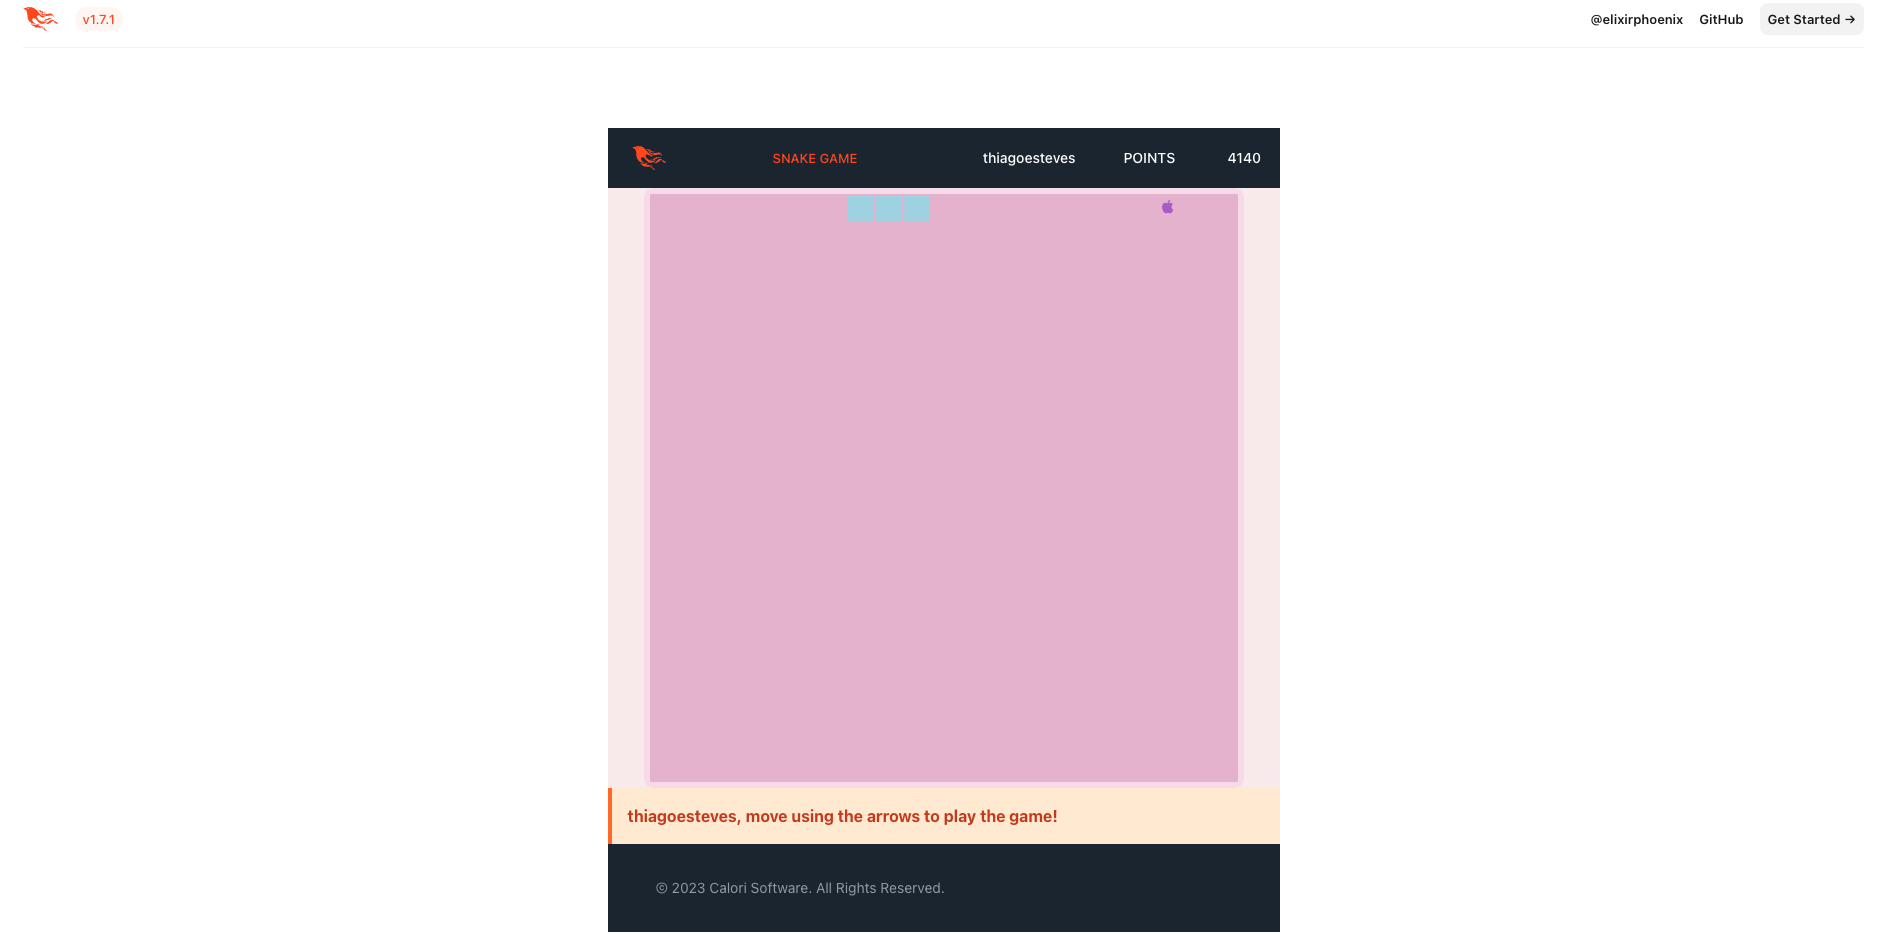 v1.7.1
@elixirphoenix GitHub Get Started →
SNAKE GAME thiagoesteves POINTS 4140
thiagoesteves, move using the arrows to play the game!
© 2023 Calori Software. All Rights Reserved.